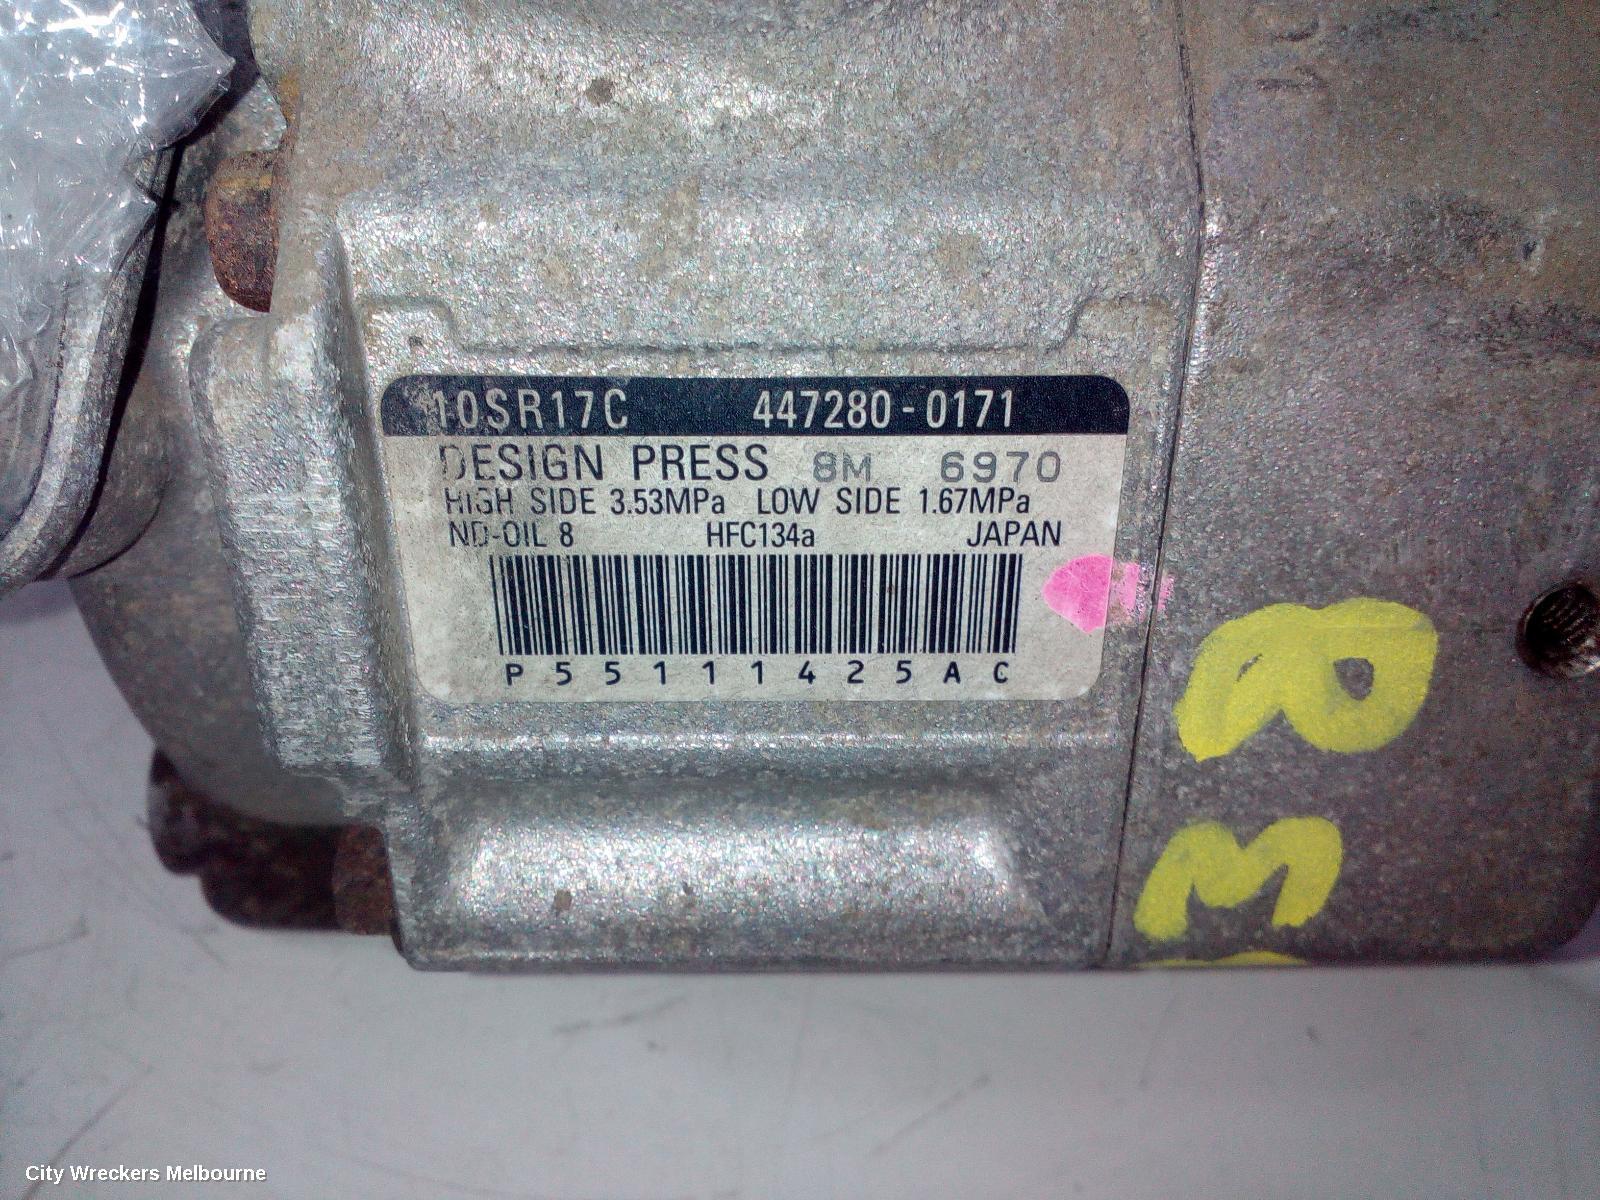 10SR17C 447280-0171
DESIGN PRESS 8M 6970
HIGH SIDE 3.53MPa LOW SIDE 1.67MPa
ND-OIL 8 HFC134a JAPAN
P55111425AC
City Wreckers Melbourne